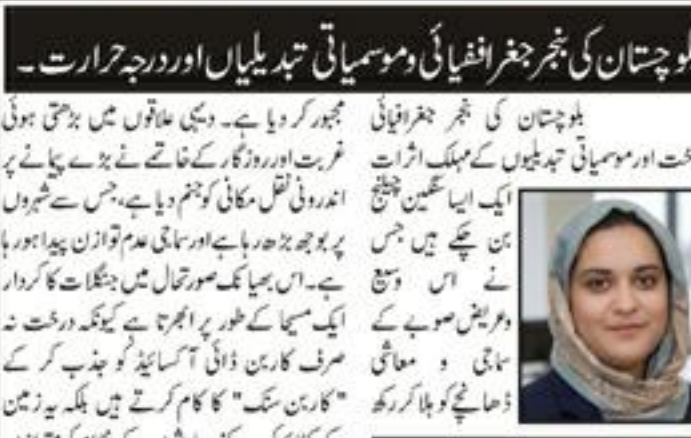 بلوچستان کی بنجر جغرافیائی وموسمیاتی تبدیلیاں اور درجہ حرارت۔
بلوچستان کی بنجر جغرافیائی
اور موسمیاتی تبدیلیوں کے مہلک اثرات
ایک ایسا سنگین چیلنج
بن چکے ہیں جس
نے اس وسیع
وعریض صوبے کے
سماجی و معاشی
ڈھانچے کو ہلا کر رکھ
مجبور کر دیا ہے۔ دیہی علاقوں میں بڑھتی ہوئی
غربت اور روزگار کے خاتمے نے بڑے پیمانے پر
اندرونی نقل مکانی کو جنم دیا ہے، جس سے شہروں
پر بوجھ بڑھ رہا ہے اور سماجی عدم توازن پیدا ہو رہا
ہے۔ اس بھیانک صورتحال میں جنگلات کا کردار
ایک مسیحا کے طور پر ابھرتا ہے کیونکہ درخت نہ
صرف کاربن ڈائی آکسائیڈ کو جذب کر کے
"کاربن سنک" کا کام کرتے ہیں بلکہ یہ زمین